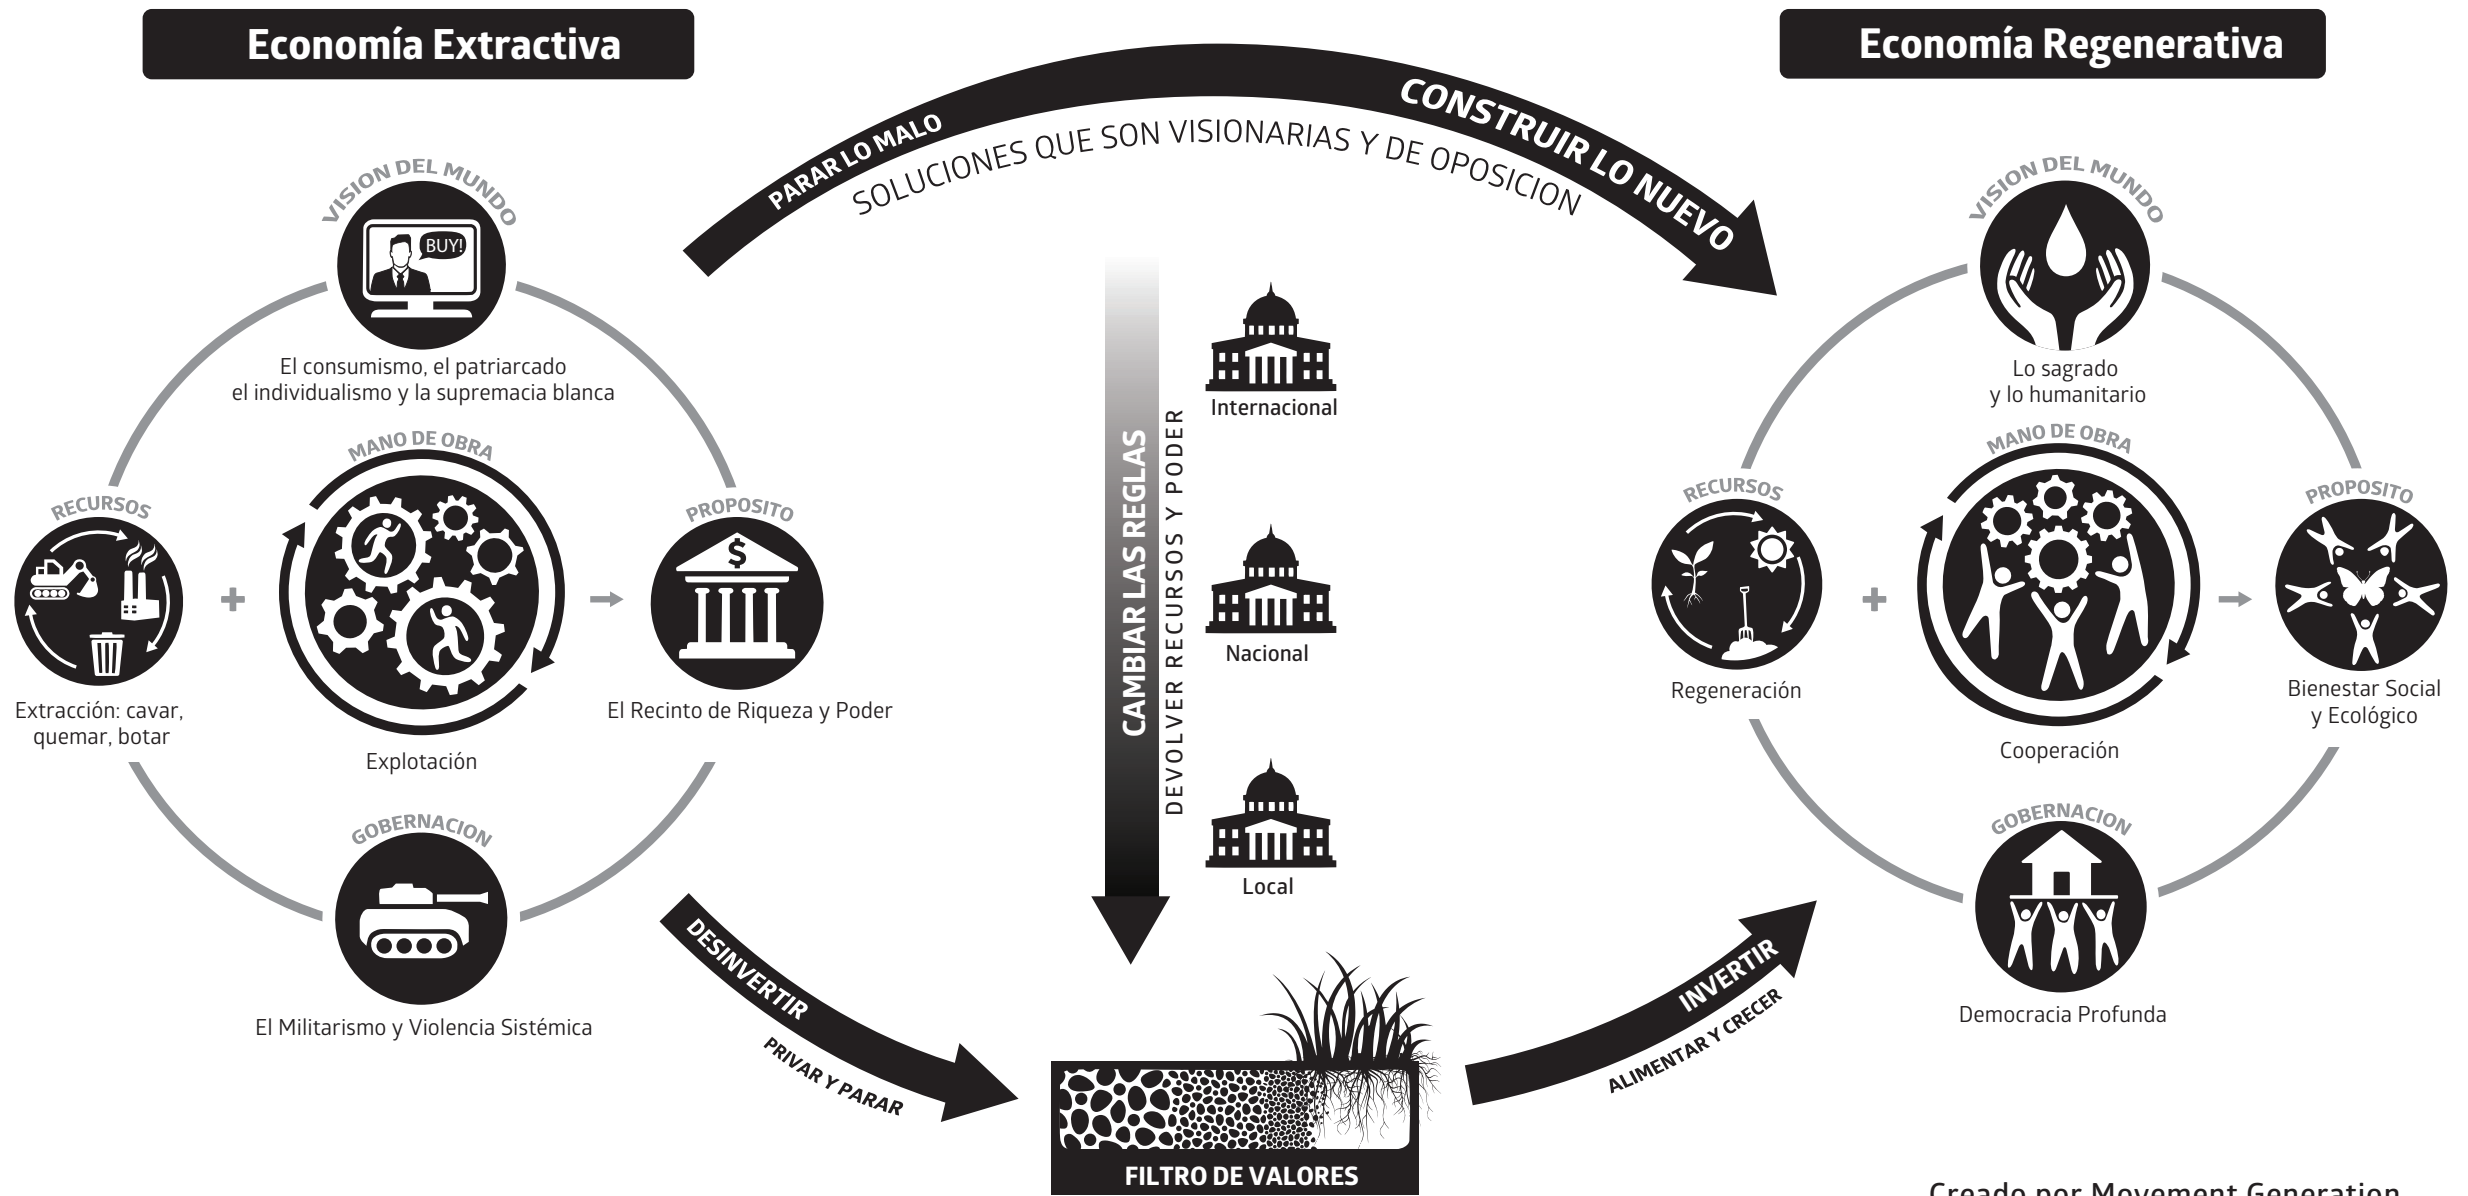 Economía Extractiva
Economía Regenerativa
PARAR LO MALO
CONSTRUIR LO NUEVO
SOLUCIONES QUE SON VISIONARIAS Y DE OPOSICION
VISION DEL MUNDO
BUY!
El consumismo, el patriarcado
el individualismo y la supremacia blanca
RECURSOS
Extracción: cavar,
quemar, botar
+
MANO DE OBRA
Explotación
PROPOSITO
$
El Recinto de Riqueza y Poder
GOBERNACION
El Militarismo y Violencia Sistémica
CAMBIAR LAS REGLAS
DEVOLVER RECURSOS Y PODER
Internacional
Nacional
Local
DESINVERTIR
PRIVAR Y PARAR
FILTRO DE VALORES
INVERTIR
ALIMENTAR Y CRECER
VISION DEL MUNDO
Lo sagrado
y lo humanitario
RECURSOS
Regeneración
+
MANO DE OBRA
Cooperación
PROPOSITO
Bienestar Social
y Ecológico
GOBERNACION
Democracia Profunda
Creado por Movement Generation